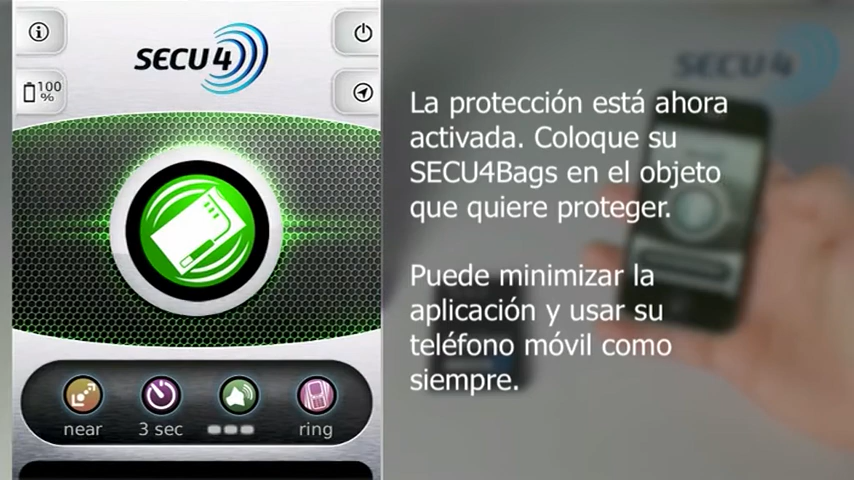 SECU4
100
%
near
3 sec
ring
La protección está ahora
activada. Coloque su
SECU4Bags en el objeto
que quiere proteger.
Puede minimizar la
aplicación y usar su
teléfono móvil como
siempre.
SECU4